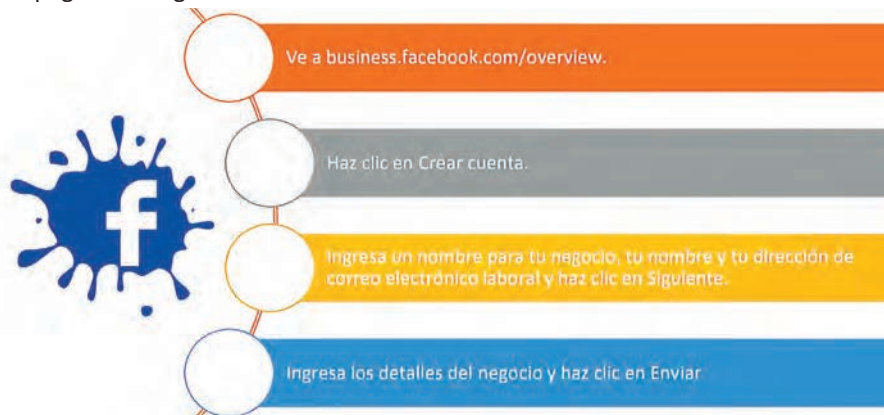 Ve a business.facebook.com/overview.
f
Haz clic en Crear cuenta.
Ingresa un nombre para tu negocio, tu nombre y tu dirección de
correo electrónico laboral y haz clic en Siguiente.
Ingresa los detalles del negocio y haz clic en Enviar